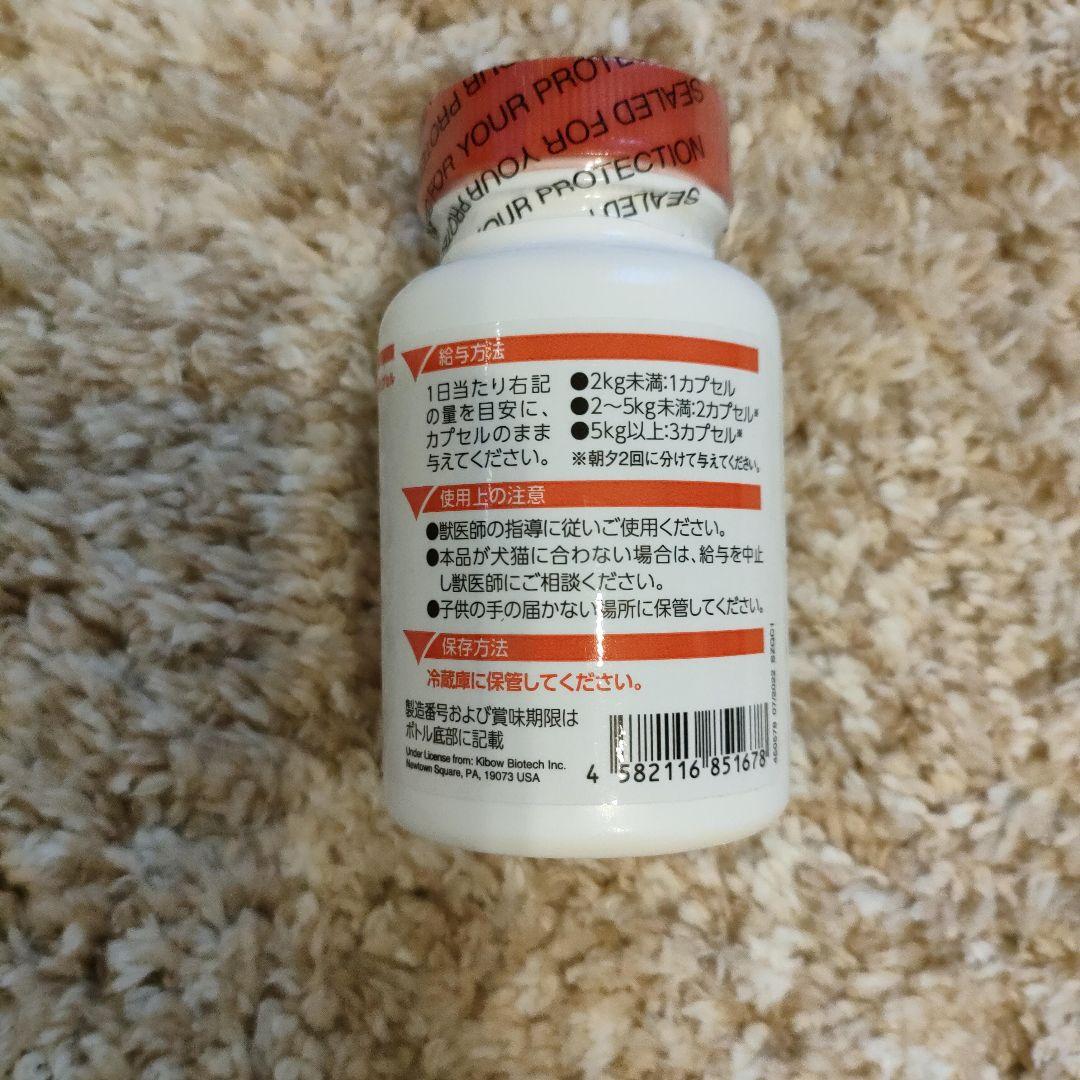 FOR YOUR PROTE
SEALED FOR YOUR PRO
YOUR PROTECTION
SEALED
給与方法
1日当たり右記
の量を目安に、
カプセルのまま
与えてください。
●2kg未満:1カプセル
●2～5kg未満:2カプセル※
●5kg以上:3カプセル※
※朝夕2回に分けて与えてください。
使用上の注意
●獣医師の指導に従いご使用ください。
●本品が犬猫に合わない場合は、給与を中止
し獣医師にご相談ください。
●子供の手の届かない場所に保管してください。
保存方法
冷蔵庫に保管してください。
製造番号および賞味期限は
ボトル底部に記載
Under License from: Kibow Biotech Inc.
Newtown Square, PA, 19073 USA
4 582116 851678
07/2022